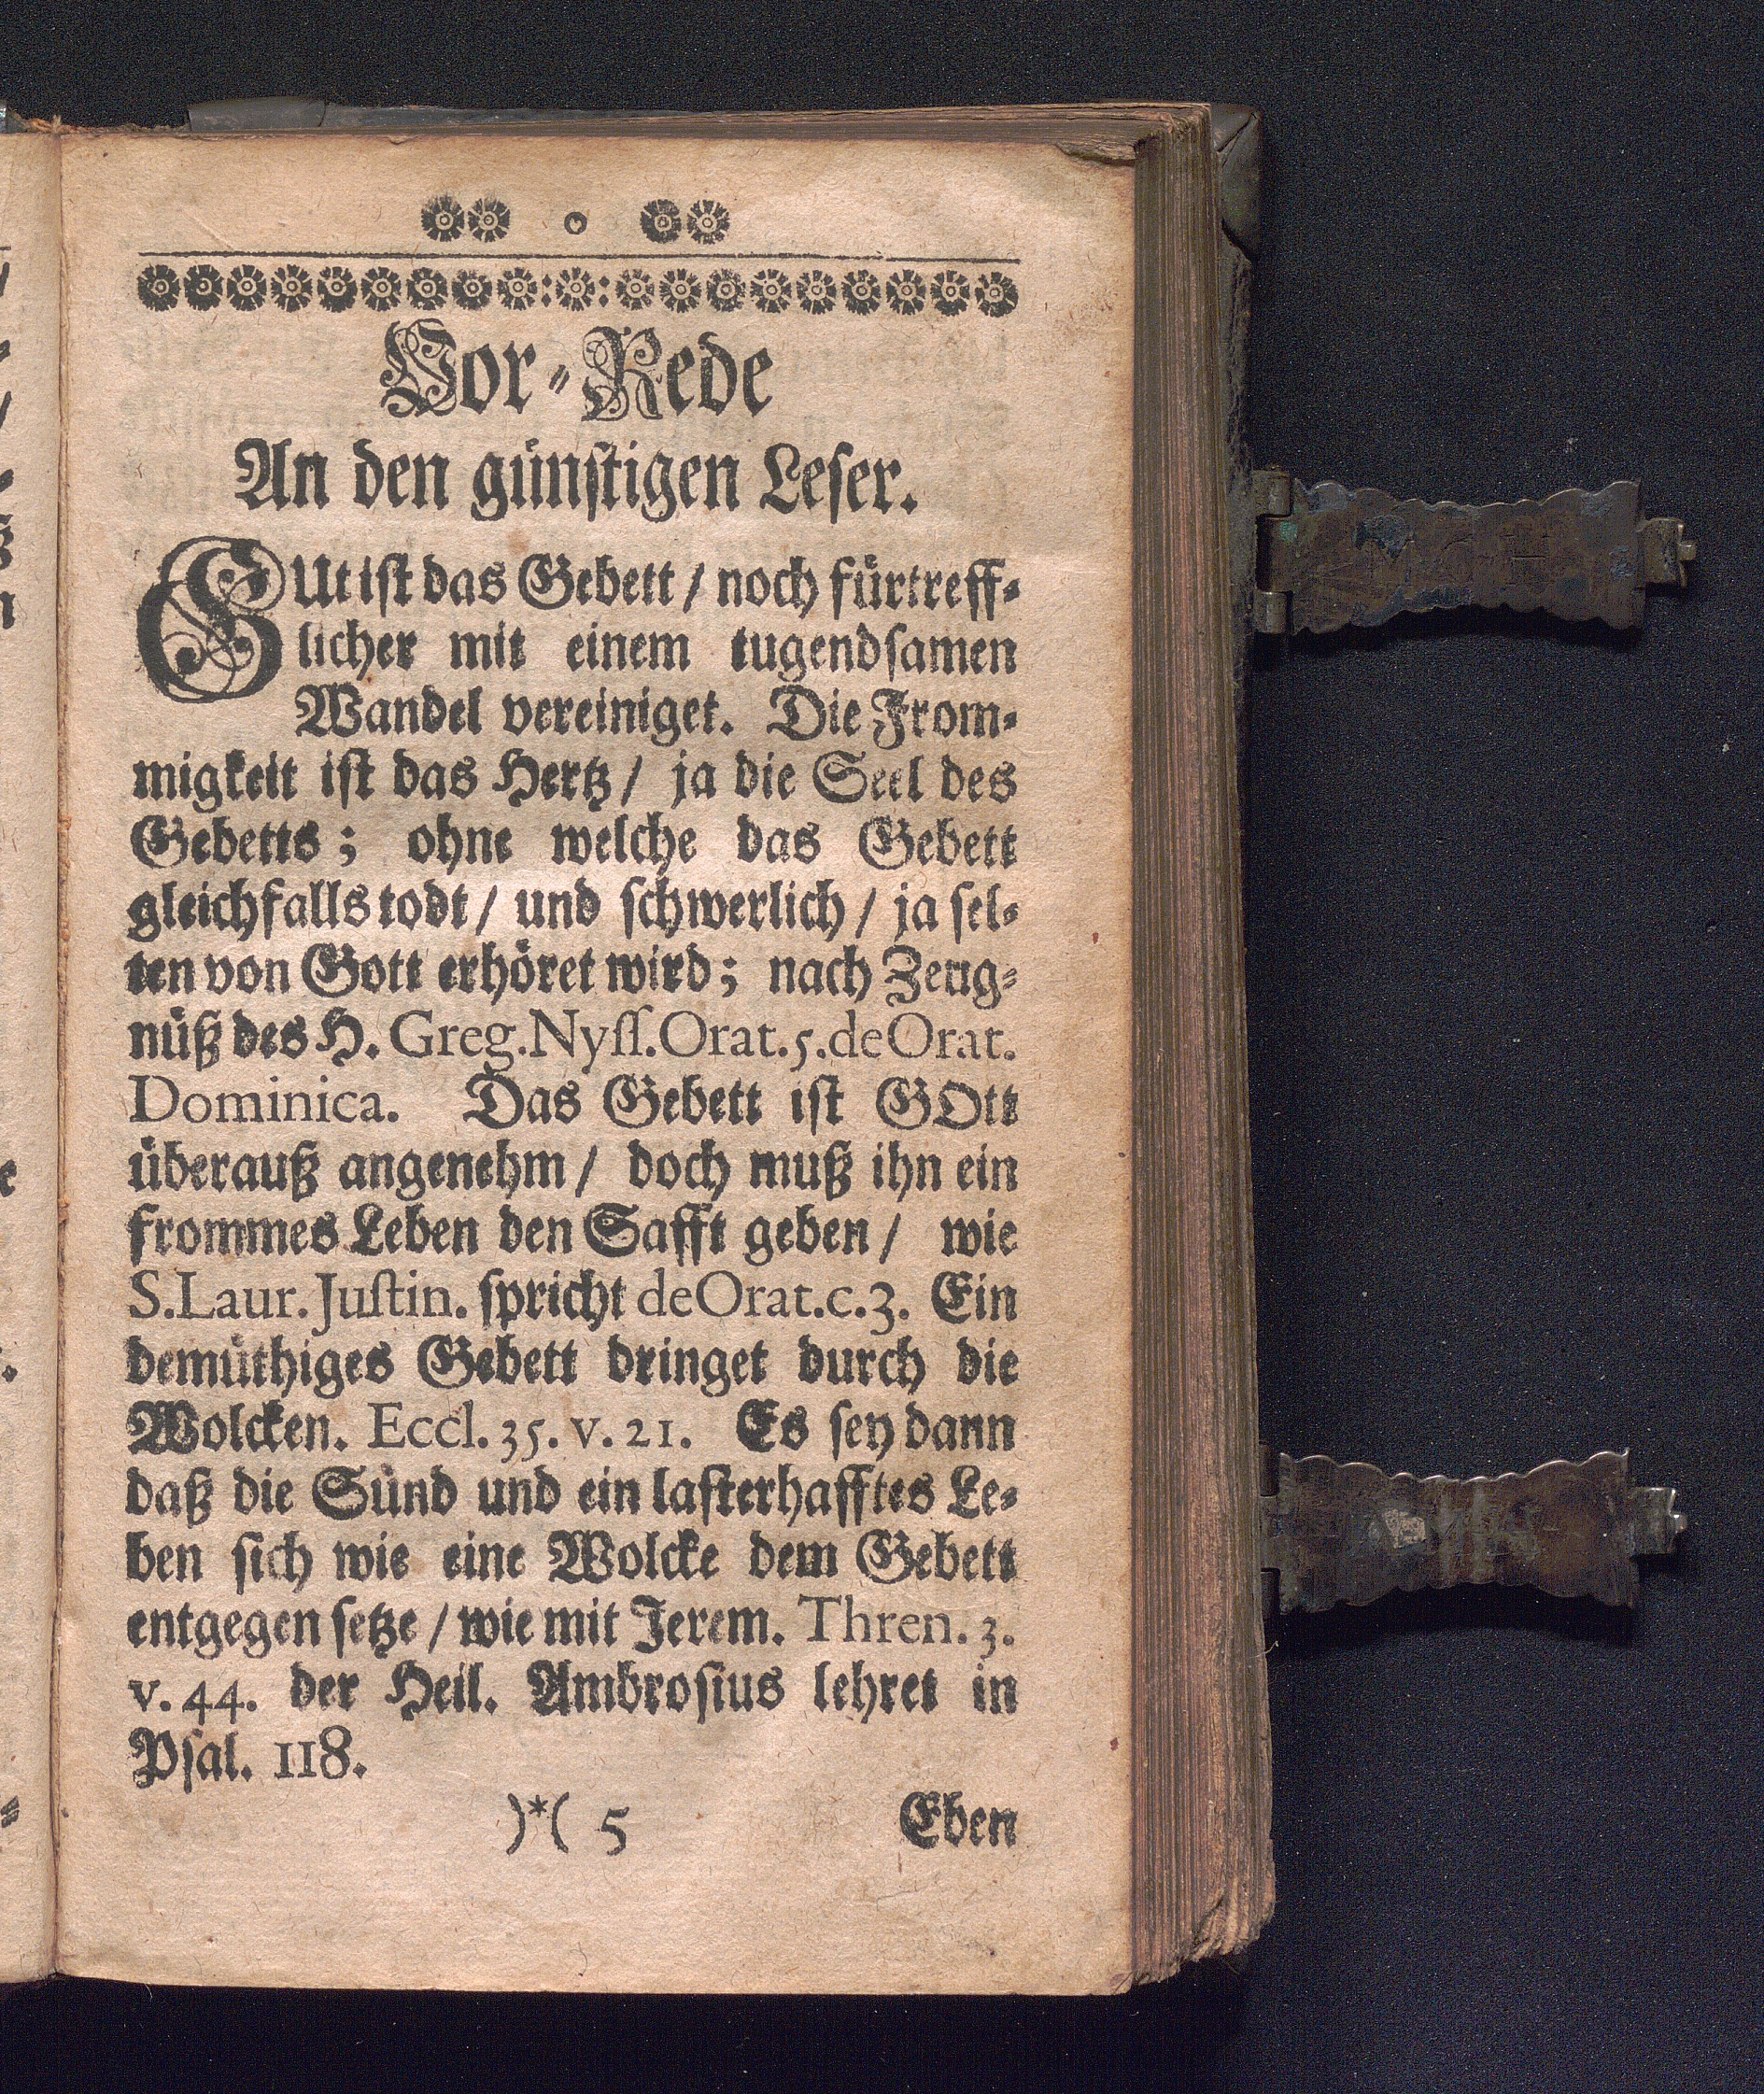 Vor-Rede
An den günstigen Leser.
GUt ist das Gebett / noch fürtreff-
licher mit einem tugendsamen
Wandel vereiniget. Die From-
migkeit ist das Hertz / ja die Seel des
Gebetts; ohne welche das Gebett
gleichfalls todt / und schwerlich / ja sel-
ten von Gott erhöret wird; nach Zeug-
nüß des H. Greg. Nyss. Orat. 5. de Orat.
Dominica. Das Gebett ist GOtt
überauß angenehm / doch muß ihn ein
frommes Leben den Safft geben / wie
S. Laur. Justin. spricht de Orat. c. 3. Ein
demüthiges Gebett dringet durch die
Wolcken. Eccl. 35. v. 21. Es sey dann
daß die Sünd und ein lasterhafftes Le-
ben sich wie eine Wolcke dem Gebett
entgegen setze / wie mit Jerem. Thren. 3.
v. 44. der Heil. Ambrosius lehret in
Psal. 118.
)*( 5 Eben